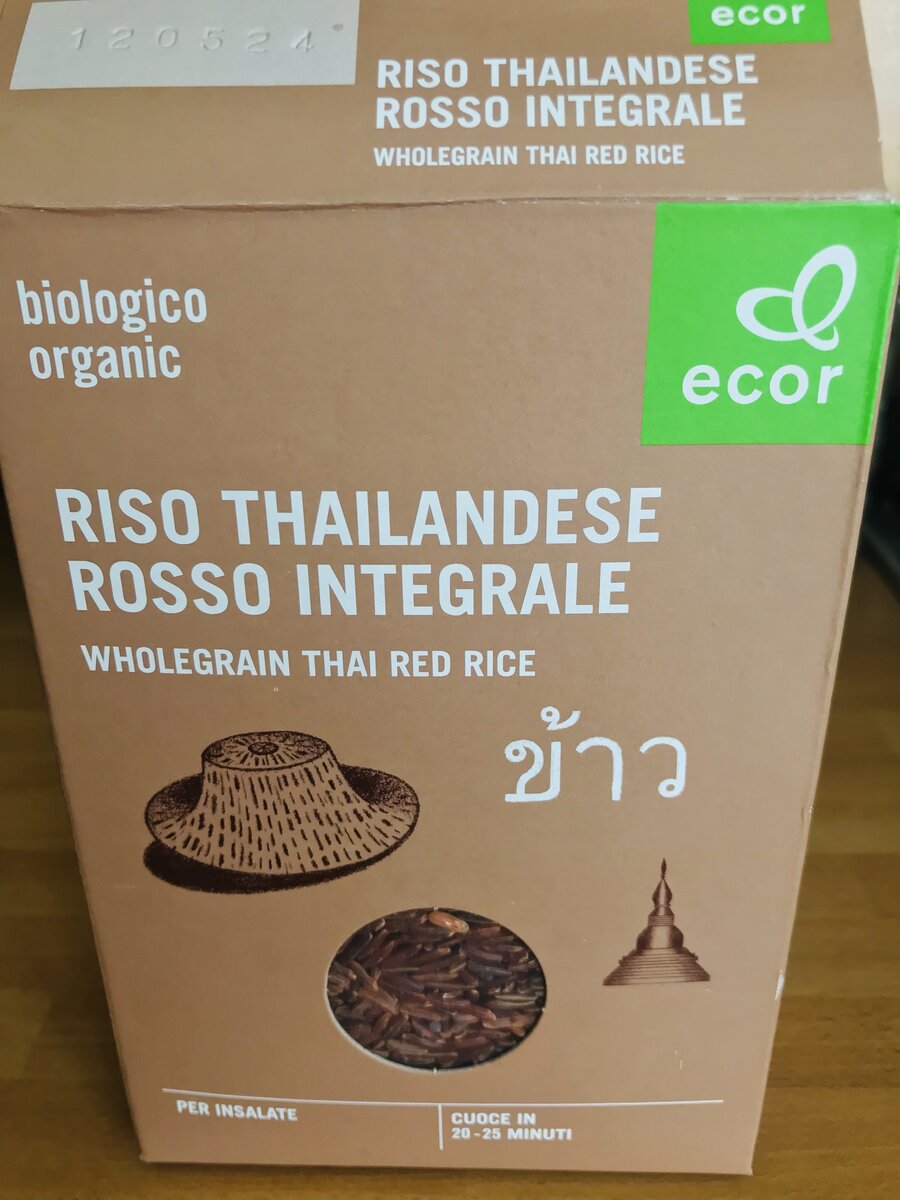 120524
ecor
RISO THAILANDESE
ROSSO INTEGRALE
WHOLEGRAIN THAI RED RICE
biologico
organic
ecor
RISO THAILANDESE
ROSSO INTEGRALE
WHOLEGRAIN THAI RED RICE
ข้าว
PER INSALATE
CUOCE IN
20-25 MINUTI